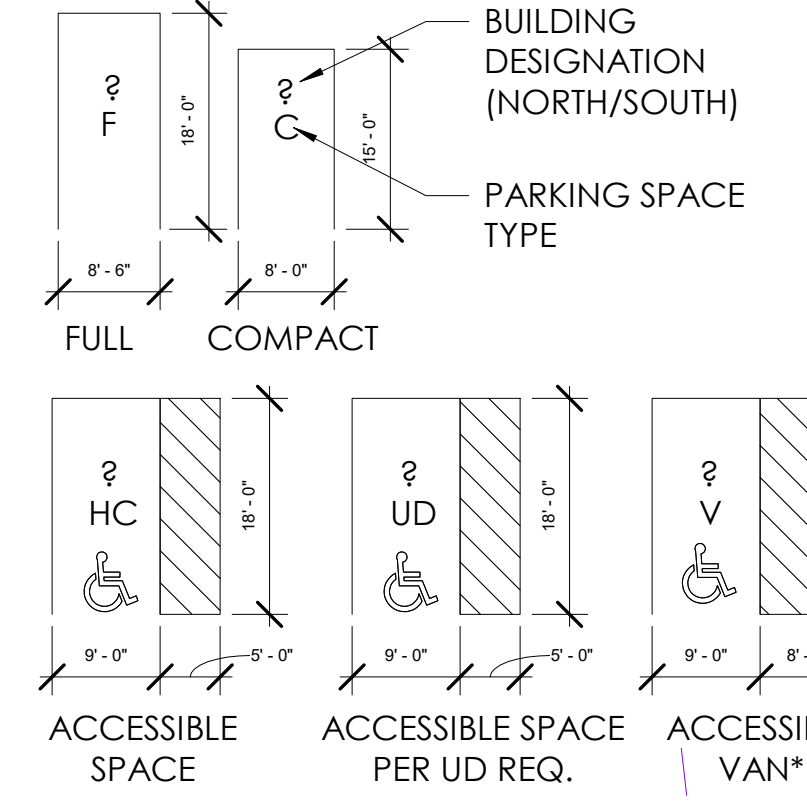 BUILDING
DESIGNATION
(NORTH/SOUTH)
?
F
18' - 0"
?
C
15' - 0"
PARKING SPACE
TYPE
8' - 6"
8' - 0"
FULL
COMPACT
?
HC
18' - 0"
?
UD
18' - 0"
?
V
9' - 0"
5' - 0"
9' - 0"
5' - 0"
9' - 0"
8' -
ACCESSIBLE
SPACE
ACCESSIBLE SPACE
PER UD REQ.
VAN*